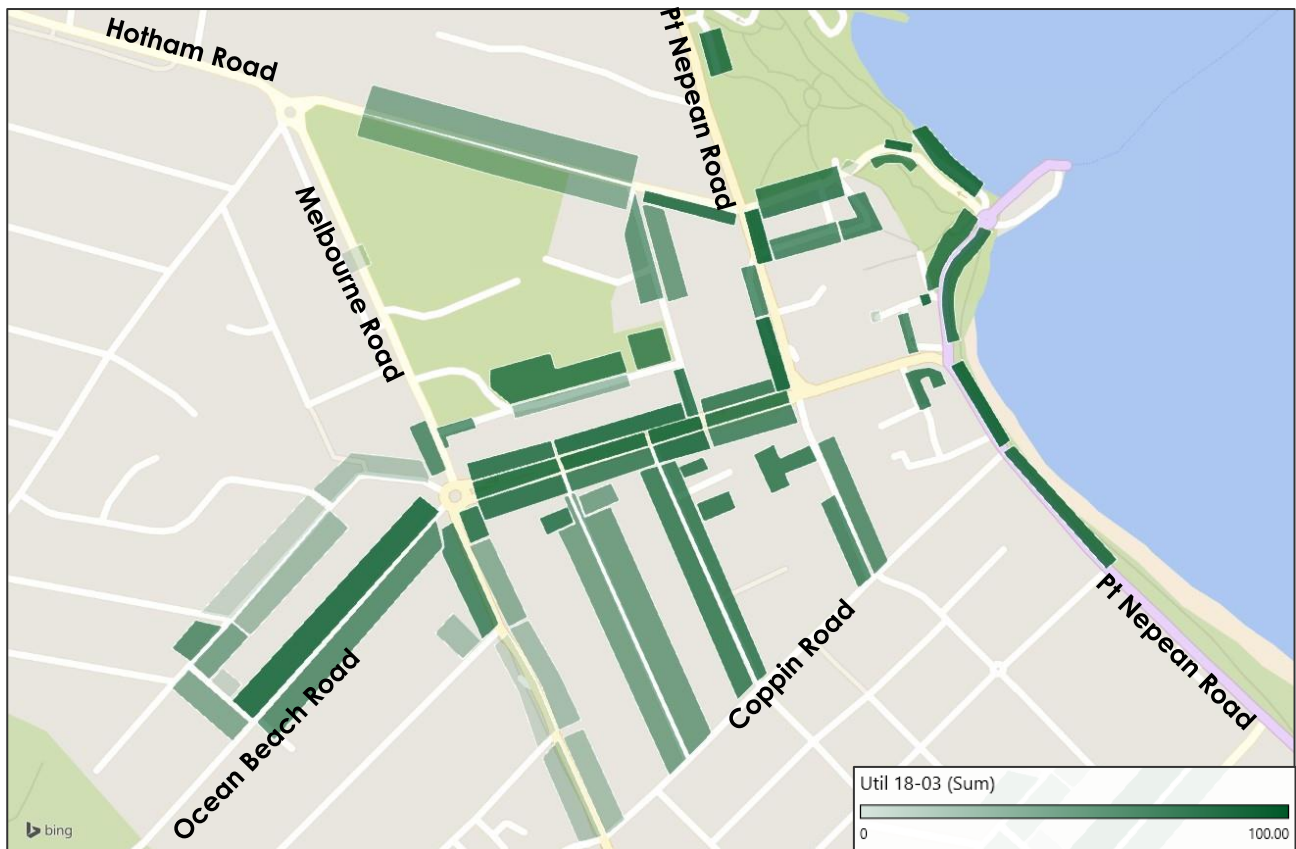 Hotham Road
Pt Nepean Road
Melbourne Road
Ocean Beach Road
Coppin Road
Pt Nepean Road
Util 18-03 (Sum)
0 100.00
bing